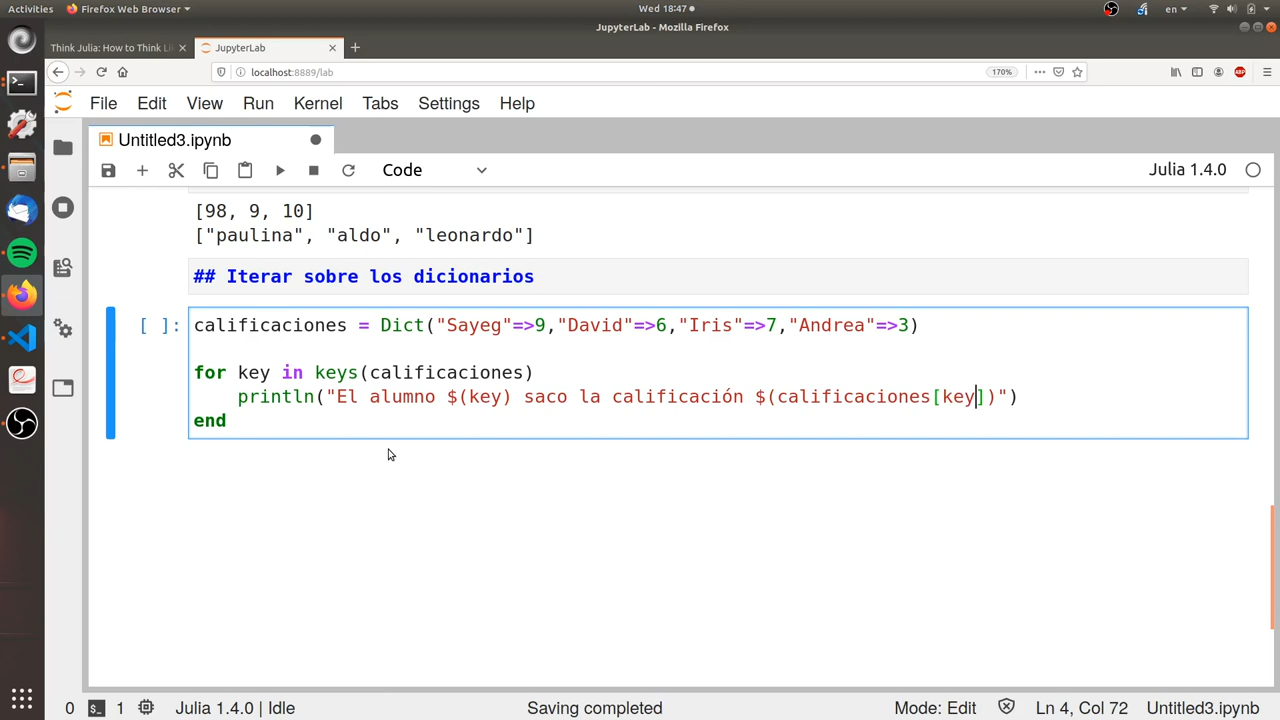 Activities Firefox Web Browser Wed 18:47 en
JupyterLab - Mozilla Firefox
Think Julia: How to Think Li JupyterLab
localhost:8889/lab 170% ABP
File Edit View Run Kernel Tabs Settings Help
Untitled3.ipynb
Code Julia 1.4.0
[98, 9, 10]
["paulina", "aldo", "leonardo"]
## Iterar sobre los dicionarios
[ ]: calificaciones = Dict("Sayeg"=>9,"David"=>6,"Iris"=>7,"Andrea"=>3)
for key in keys(calificaciones)
println("El alumno $(key) saco la calificación $(calificaciones[key])")
end
0 1 Julia 1.4.0 | Idle Saving completed Mode: Edit Ln 4, Col 72 Untitled3.ipynb